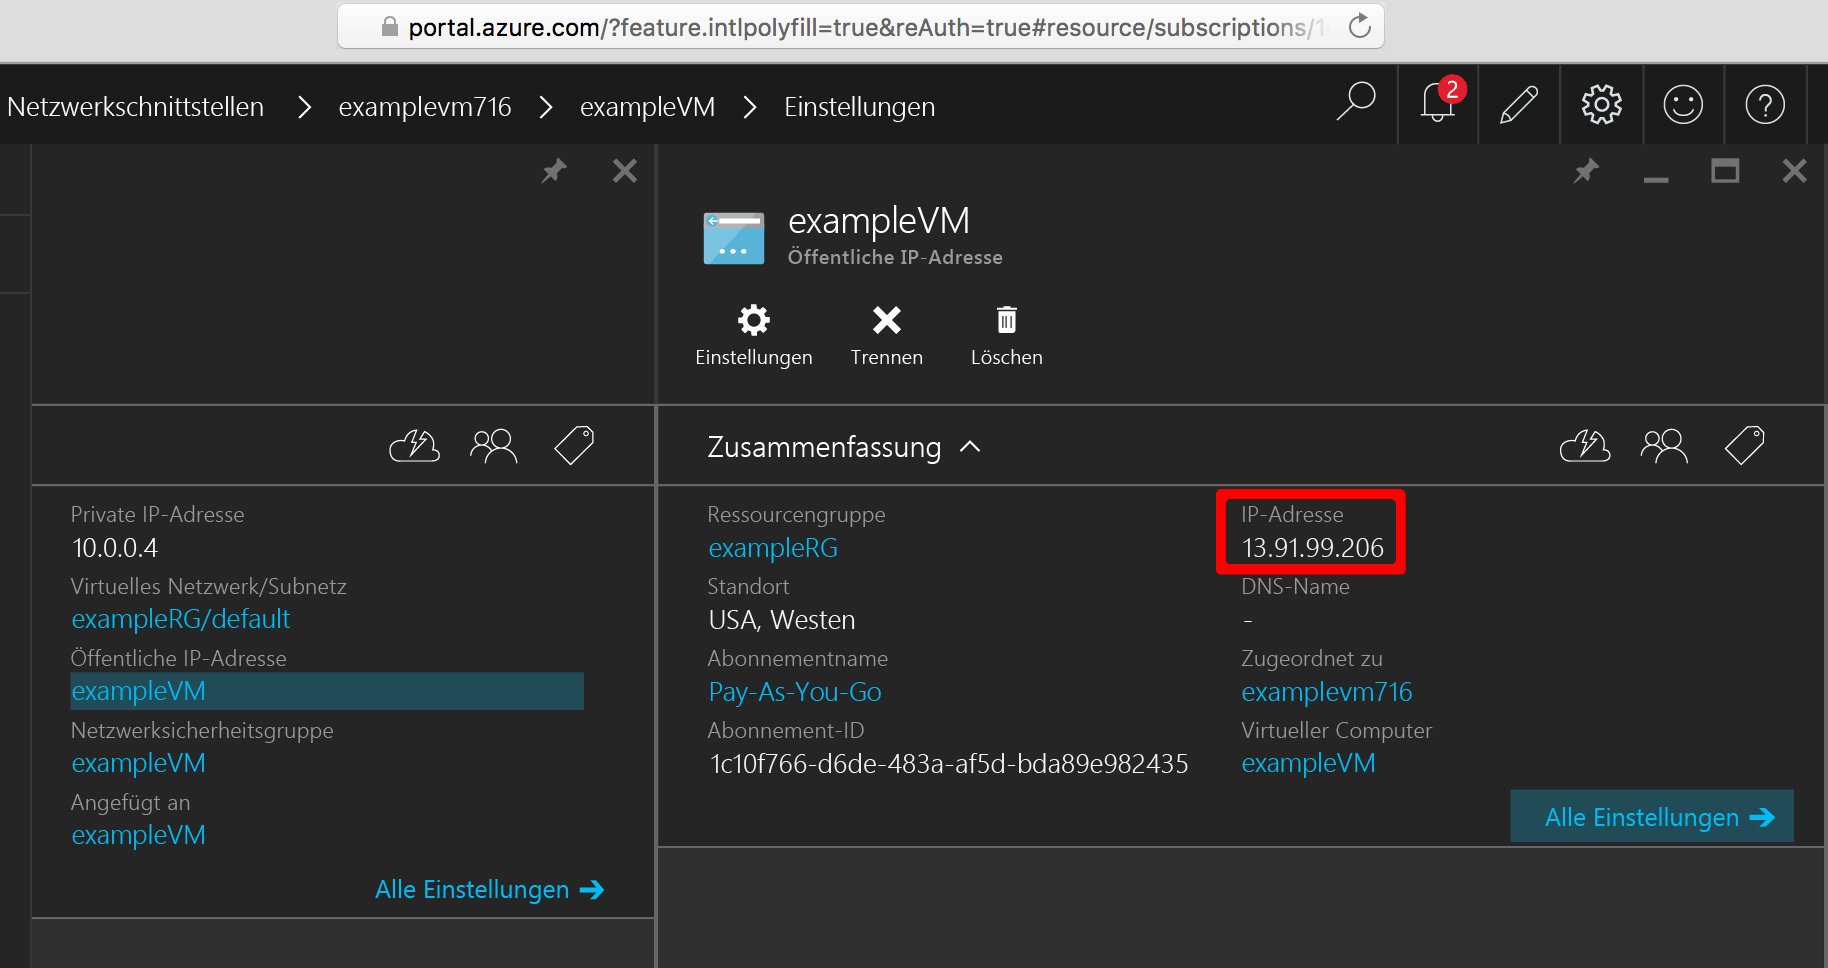 portal.azure.com/?feature.intlpolyfill=true&reAuth=true#resource/subscriptions/1
Netzwerkschnittstellen > examplevm716 > exampleVM > Einstellungen
2
?
exampleVM
Öffentliche IP-Adresse
Einstellungen Trennen Löschen
Private IP-Adresse
10.0.0.4
Virtuelles Netzwerk/Subnetz
exampleRG/default
Öffentliche IP-Adresse
exampleVM
Netzwerksicherheitsgruppe
exampleVM
Angefügt an
exampleVM
Alle Einstellungen →
Zusammenfassung
Ressourcengruppe
exampleRG
Standort
USA, Westen
Abonnementname
Pay-As-You-Go
Abonnement-ID
1c10f766-d6de-483a-af5d-bda89e982435
IP-Adresse
13.91.99.206
DNS-Name
-
Zugeordnet zu
examplevm716
Virtueller Computer
exampleVM
Alle Einstellungen →